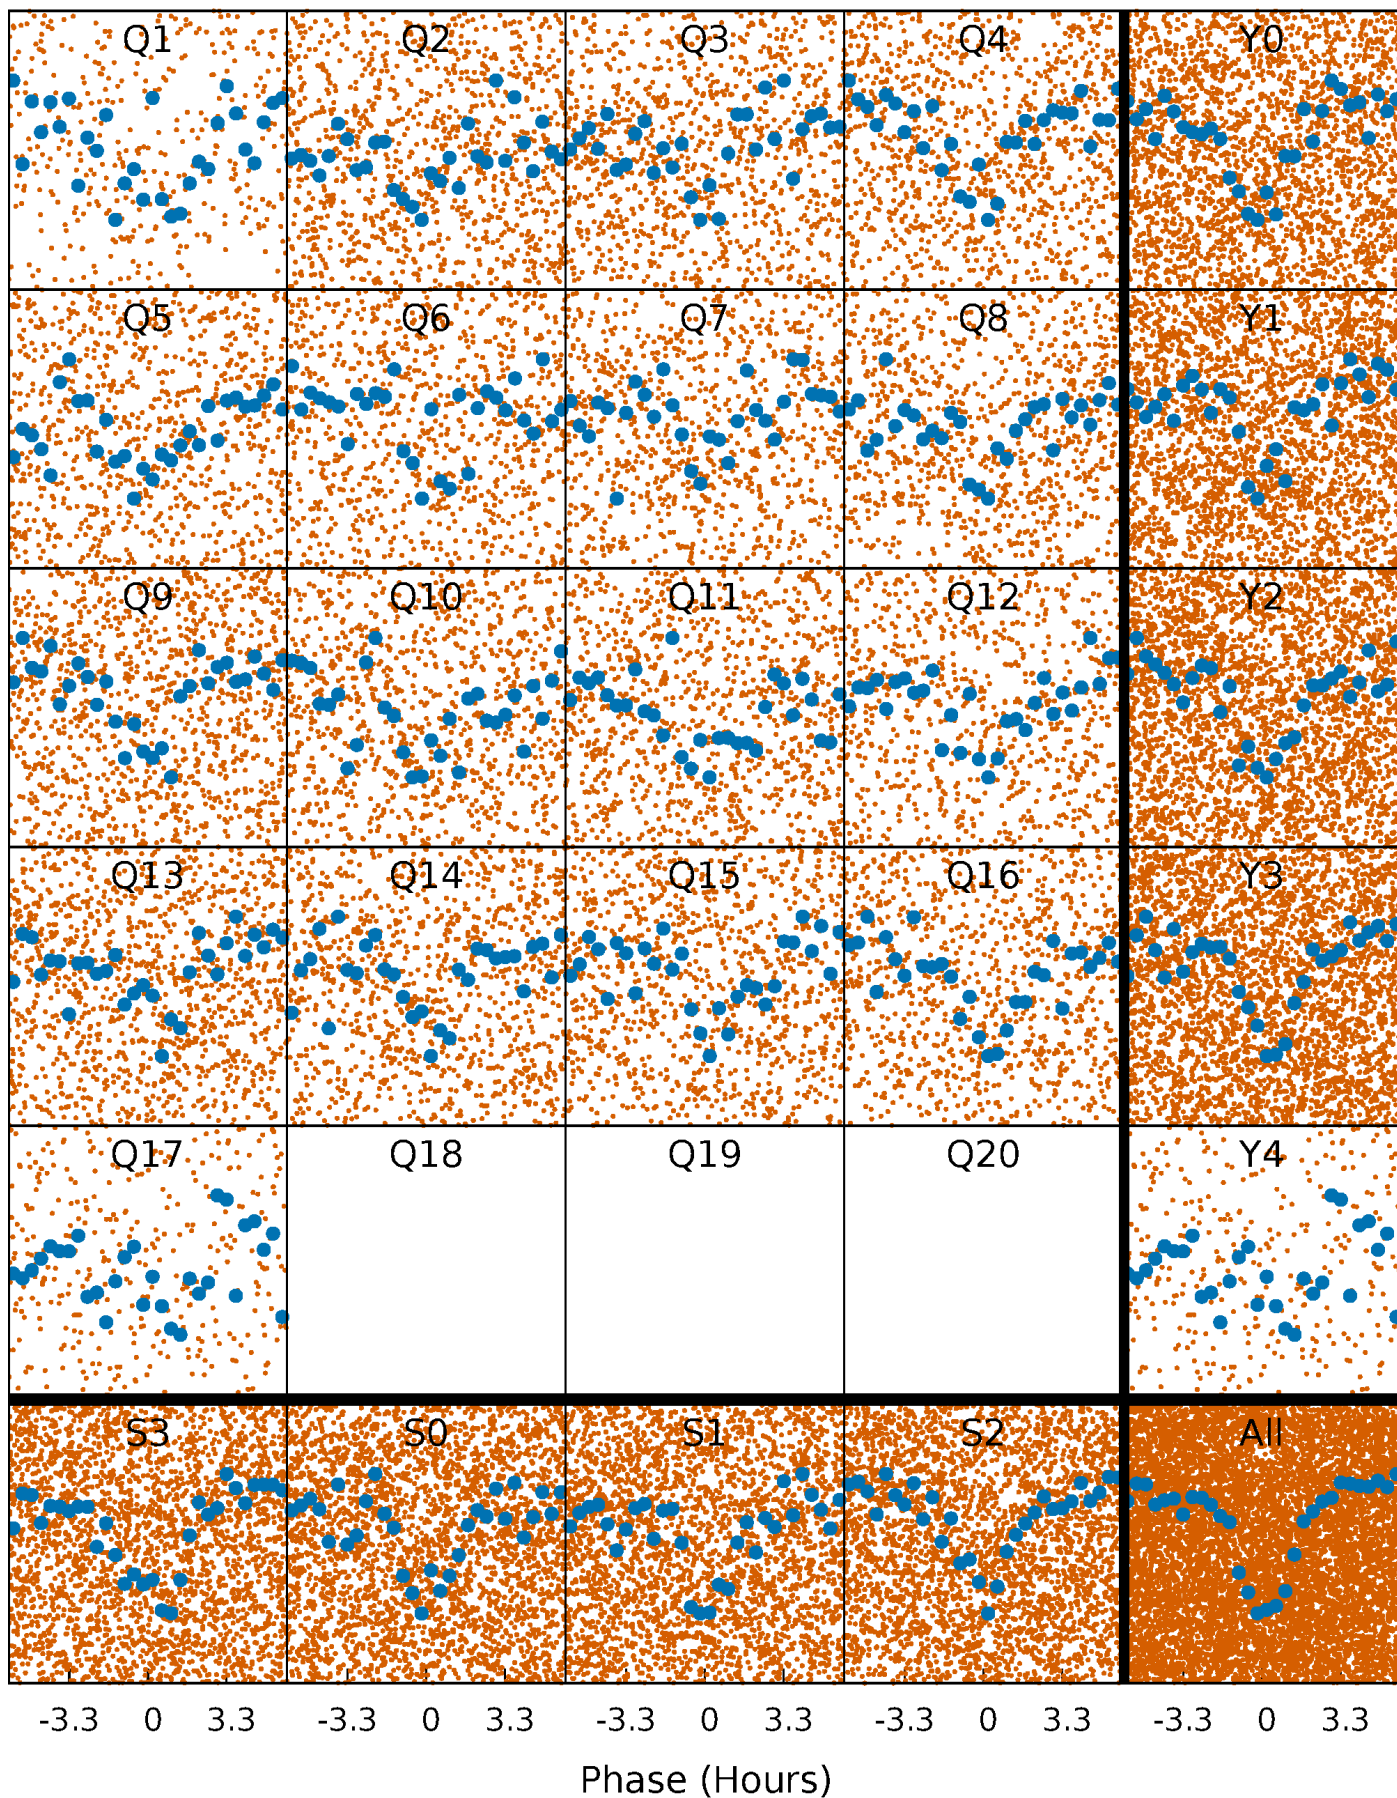 Q1 Q2 Q3 Q4 Y0
Q5 Q6 Q7 Q8 Y1
Q9 Q10 Q11 Q12 Y2
Q13 Q14 Q15 Q16 Y3
Q17 Q18 Q19 Q20 Y4
S3 S0 S1 S2 All
-3.3 0 3.3 -3.3 0 3.3 -3.3 0 3.3 -3.3 0 3.3 -3.3 0 3.3
Phase (Hours)